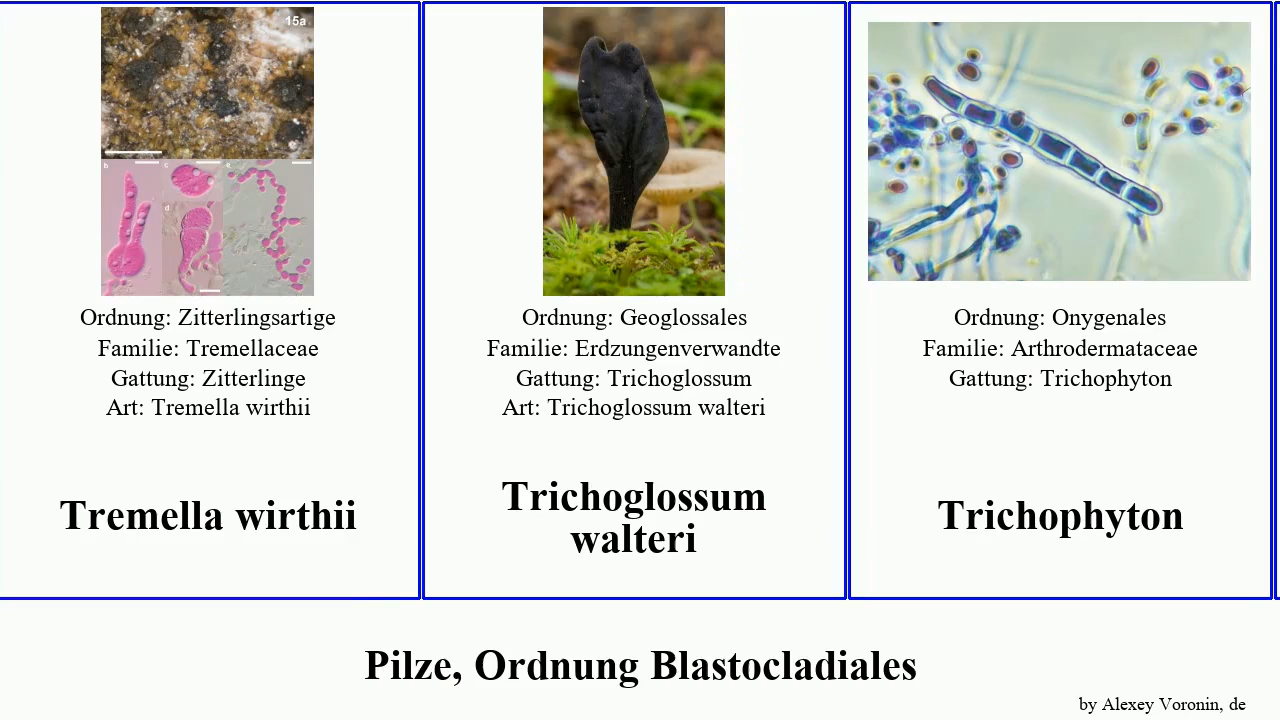 15a
b
c
d
e
Ordnung: Zitterlingsartige
Familie: Tremellaceae
Gattung: Zitterlinge
Art: Tremella wirthii
Tremella wirthii
Ordnung: Geoglossales
Familie: Erdzungenverwandte
Gattung: Trichoglossum
Art: Trichoglossum walteri
Trichoglossum
walteri
Ordnung: Onygenales
Familie: Arthrodermataceae
Gattung: Trichophyton
Trichophyton
Pilze, Ordnung Blastocladiales
by Alexey Voronin, de